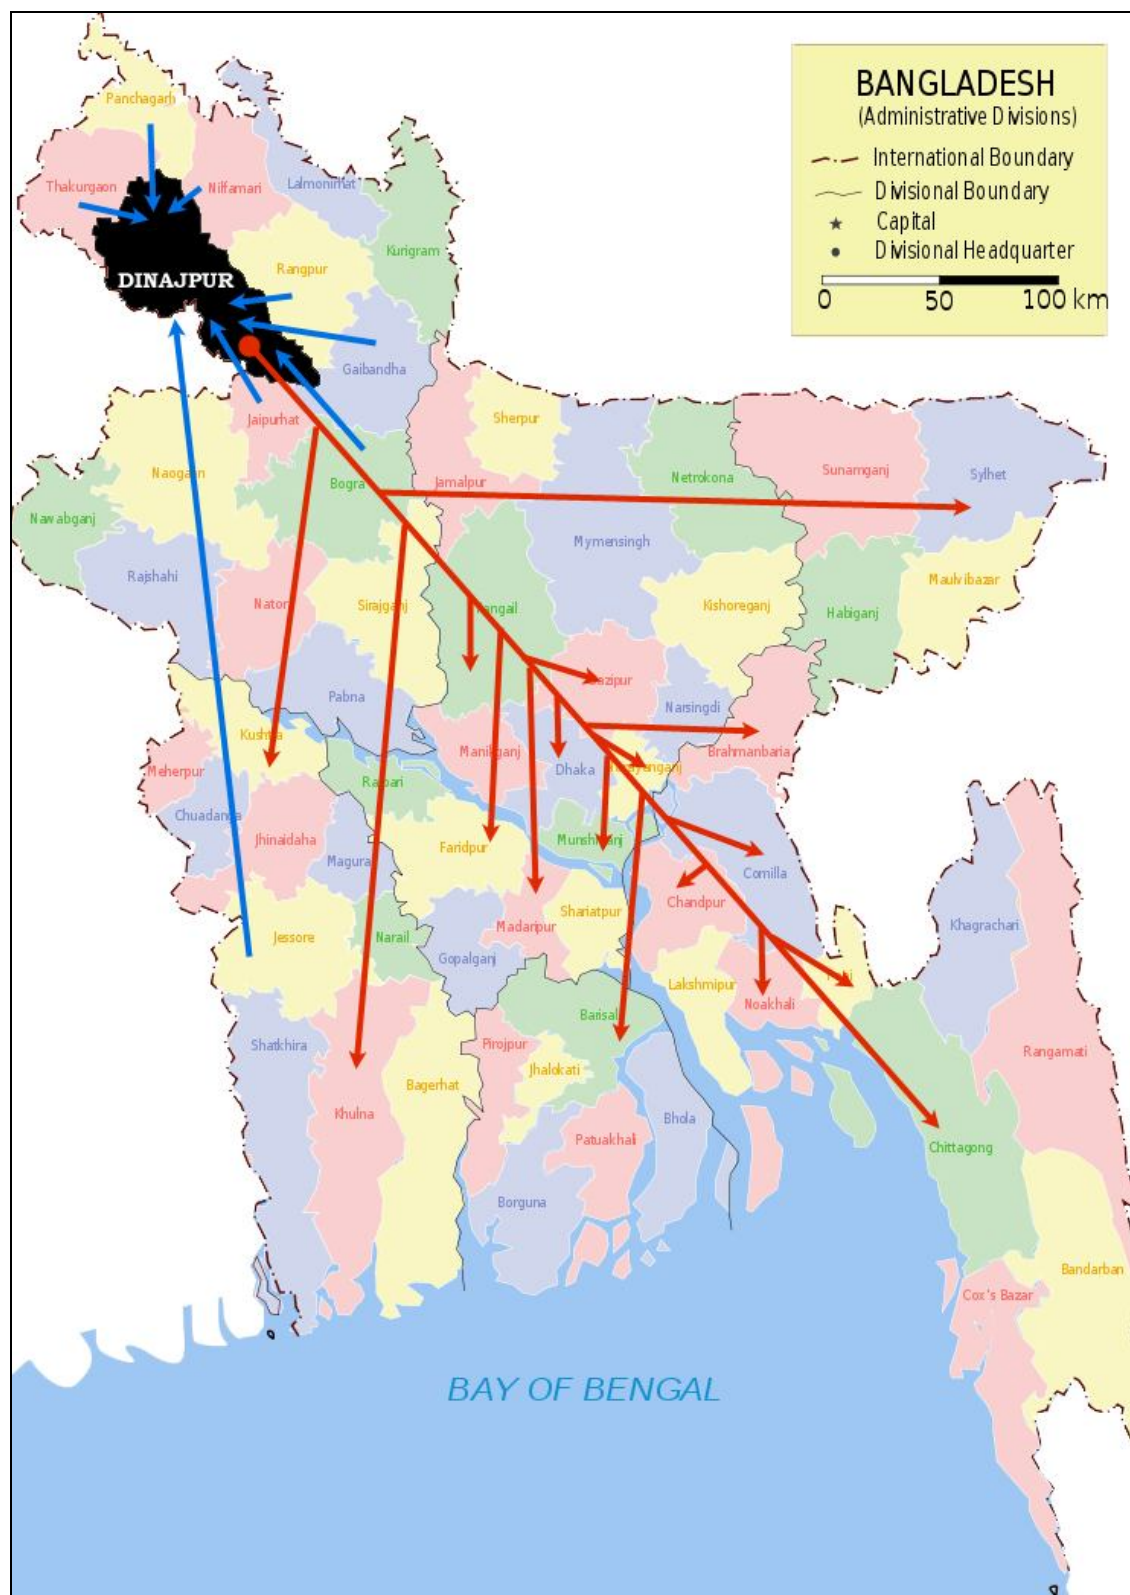 BANGLADESH
(Administrative Divisions)
International Boundary
Divisional Boundary
Capital
Divisional Headquarter
0 50 100 km
Panchagarh
Thakurgaon
Nilfamari
Lalmonirhat
Kurigram
DINAJPUR
Rangpur
Gaibandha
Jaipurhat
Sherpur
Naogaon
Bogra
Jamalpur
Netrokona
Sunamganj
Sylhet
Nawabganj
Mymensingh
Rajshahi
Natore
Sirajganj
Kishoreganj
Habiganj
Maulvibazar
Pabna
Narsingdi
Kushtia
Manikganj
Dhaka
Brahmanbaria
Meherpur
Chuadanga
Jhinaidaha
Magura
Faridpur
Comilla
Chandpur
Jessore
Narail
Gopalganj
Madaripur
Shariatpur
Khagrachari
Lakshmipur
Noakhali
Shatkhira
Barisal
Pirojpur
Jhalokati
Bagerhat
Khulna
Bhola
Patuakhali
Borguna
Rangamati
Chittagong
Bandarban
Cox's Bazar
BAY OF BENGAL